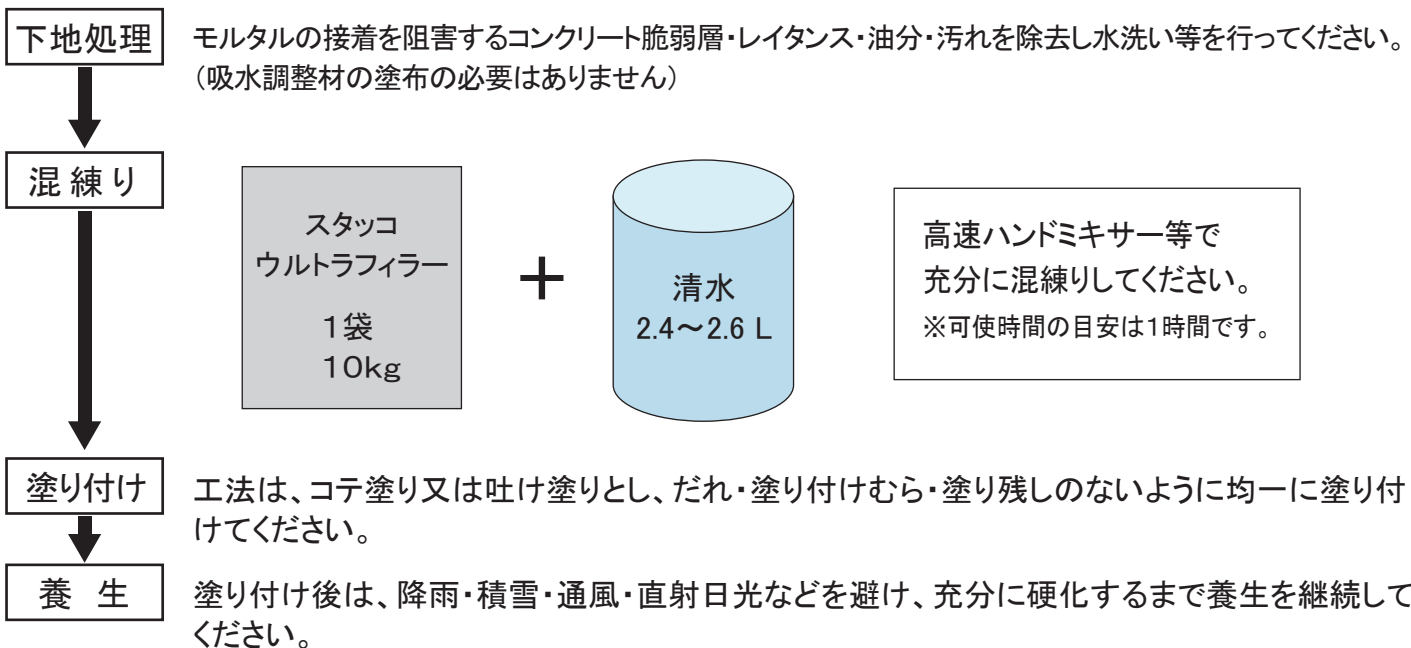 下地処理
モルタルの接着を阻害するコンクリート脆弱層・レイタンス・油分・汚れを除去し水洗い等を行ってください。
（吸水調整材の塗布の必要はありません）
混練り
スタッコ
ウルトラフィラー
1袋
10kg
＋
清水
2.4～2.6 L
高速ハンドミキサー等で
充分に混練りしてください。
※可使時間の目安は1時間です。
塗り付け
工法は、コテ塗り又は吐け塗りとし、だれ・塗り付けむら・塗り残しのないように均一に塗り付
けてください。
養 生
塗り付け後は、降雨・積雪・通風・直射日光などを避け、充分に硬化するまで養生を継続して
ください。